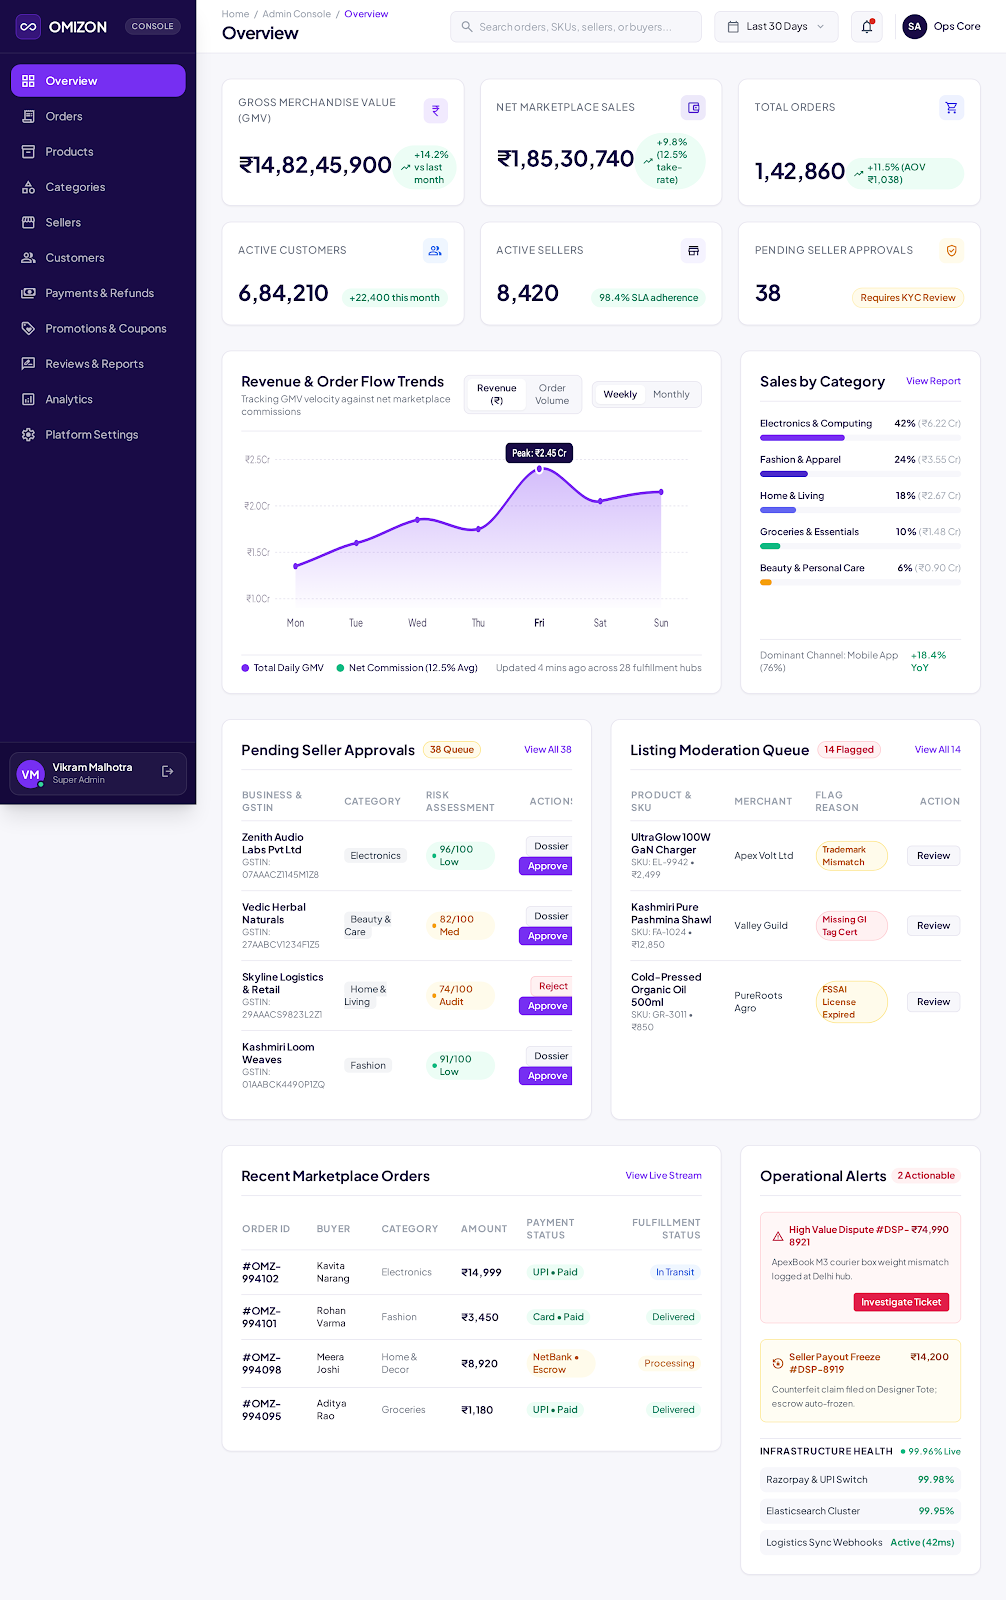 OMIZON
CONSOLE
Overview
Orders
Products
Categories
Sellers
Customers
Payments & Refunds
Promotions & Coupons
Reviews & Reports
Analytics
Platform Settings
VM
Vikram Malhotra
Super Admin
Home / Admin Console / Overview
Overview
Search orders, SKUs, sellers, or buyers...
Last 30 Days
SA
Ops Core
GROSS MERCHANDISE VALUE
(GMV)
₹
₹14,82,45,900
+14.2%
vs last
month
NET MARKETPLACE SALES
₹1,85,30,740
+9.8%
(12.5%
take-
rate)
TOTAL ORDERS
1,42,860
+11.5% (AOV
₹1,038)
ACTIVE CUSTOMERS
6,84,210
+22,400 this month
ACTIVE SELLERS
8,420
98.4% SLA adherence
PENDING SELLER APPROVALS
38
Requires KYC Review
Revenue & Order Flow Trends
Tracking GMV velocity against net marketplace
commissions
Revenue
(₹)
Order
Volume
Weekly
Monthly
Peak: ₹2.45 Cr
₹2.5Cr
₹2.0Cr
₹1.5Cr
₹1.0Cr
Mon
Tue
Wed
Thu
Fri
Sat
Sun
Total Daily GMV
Net Commission (12.5% Avg)
Updated 4 mins ago across 28 fulfillment hubs
Sales by Category
View Report
Electronics & Computing 42% (₹6.22 Cr)
Fashion & Apparel 24% (₹3.55 Cr)
Home & Living 18% (₹2.67 Cr)
Groceries & Essentials 10% (₹1.48 Cr)
Beauty & Personal Care 6% (₹0.90 Cr)
Dominant Channel: Mobile App
(76%)
+18.4%
YoY
Pending Seller Approvals
38 Queue
View All 38
BUSINESS &
GSTIN
CATEGORY
RISK
ASSESSMENT
ACTIONS
Zenith Audio
Labs Pvt Ltd
GSTIN:
07AAACZ1145M1Z8
Electronics
96/100
Low
Dossier
Approve
Vedic Herbal
Naturals
GSTIN:
27AABCV1234F1Z5
Beauty &
Care
82/100
Med
Dossier
Approve
Skyline Logistics
& Retail
GSTIN:
29AAACS9823L2Z1
Home &
Living
74/100
Audit
Reject
Approve
Kashmiri Loom
Weaves
GSTIN:
01AABCK4490P1ZQ
Fashion
91/100
Low
Dossier
Approve
Listing Moderation Queue
14 Flagged
View All 14
PRODUCT &
SKU
MERCHANT
FLAG
REASON
ACTION
UltraGlow 100W
GaN Charger
SKU: EL-9942 •
₹2,499
Apex Volt Ltd
Trademark
Mismatch
Review
Kashmiri Pure
Pashmina Shawl
SKU: FA-1024 •
₹12,850
Valley Guild
Missing GI
Tag Cert
Review
Cold-Pressed
Organic Oil
500ml
SKU: GR-3011 •
₹850
PureRoots
Agro
FSSAI
License
Expired
Review
Recent Marketplace Orders
View Live Stream
ORDER ID
BUYER
CATEGORY
AMOUNT
PAYMENT
STATUS
FULFILLMENT
STATUS
#OMZ-
994102
Kavita
Narang
Electronics
₹14,999
UPI • Paid
In Transit
#OMZ-
994101
Rohan
Varma
Fashion
₹3,450
Card • Paid
Delivered
#OMZ-
994098
Meera
Joshi
Home &
Decor
₹8,920
NetBank •
Escrow
Processing
#OMZ-
994095
Aditya
Rao
Groceries
₹1,180
UPI • Paid
Delivered
Operational Alerts
2 Actionable
High Value Dispute #DSP-
8921
₹74,990
ApexBook M3 courier box weight mismatch
logged at Delhi hub.
Investigate Ticket
Seller Payout Freeze
#DSP-8919
₹14,200
Counterfeit claim filed on Designer Tote;
escrow auto-frozen.
INFRASTRUCTURE HEALTH
99.96% Live
Razorpay & UPI Switch 99.98%
Elasticsearch Cluster 99.95%
Logistics Sync Webhooks Active (42ms)